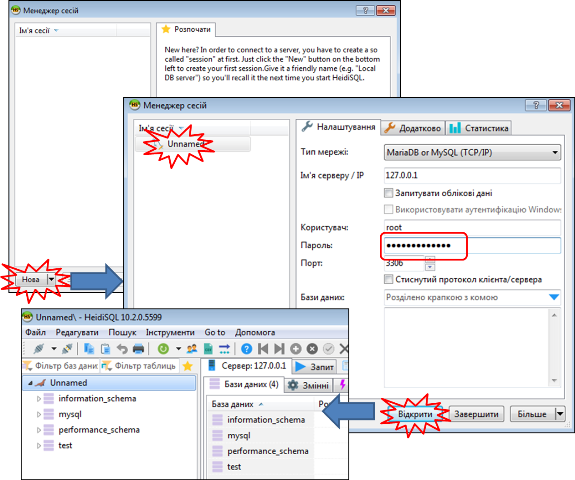 Менеджер сесій
Ім'я сесії
Розпочати
New here? In order to connect to a server, you have to create a so
called "session" at first. Just click the "New" button on the bottom
left to create your first session.Give it a friendly name (e.g. "Local
DB server") so you'll recall it the next time you start HeidiSQL.
Нова
Менеджер сесій
Ім'я сесії
Unnamed
Налаштування
Додатково
Статистика
Тип мережі:
MariaDB or MySQL (TCP/IP)
Ім'я серверу / IP
127.0.0.1
Запитувати облікові дані
Використовувати аутентифікацію Window
Користувач:
root
Пароль:
●●●●●●●●●●●●●
Порт:
3306
Стиснутий протокол клієнта/сервера
Бази даних:
Розділено крапкою з комою
Відкрити
Завершити
Більше
Unnamed\ - HeidiSQL 10.2.0.5599
Файл Редагувати Пошук Інструменти Go to Допомога
Фільтр баз даних
Фільтр таблиць
Сервер: 127.0.0.1
Запит
Unnamed
information_schema
mysql
performance_schema
test
Бази даних (4)
Змінні
База даних
Ро
information_schema
mysql
performance_schema
test